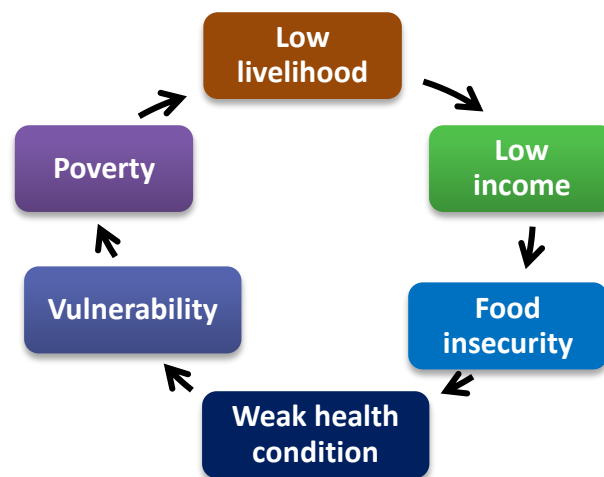 Low
livelihood
Low
income
Food
insecurity
Weak health
condition
Vulnerability
Poverty